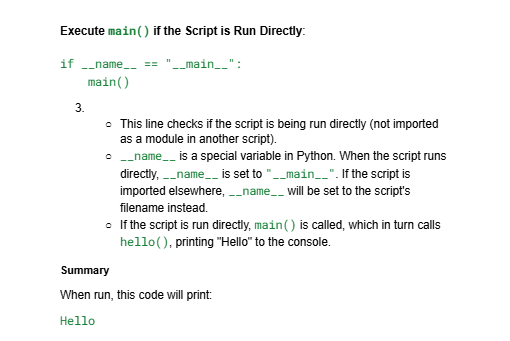 Execute main() if the Script is Run Directly:
if __name__ == "__main__":
    main()
3.
○ This line checks if the script is being run directly (not imported
as a module in another script).
○ __name__ is a special variable in Python. When the script runs
directly, __name__ is set to "__main__". If the script is
imported elsewhere, __name__ will be set to the script's
filename instead.
○ If the script is run directly, main() is called, which in turn calls
hello(), printing "Hello" to the console.
Summary
When run, this code will print:
Hello